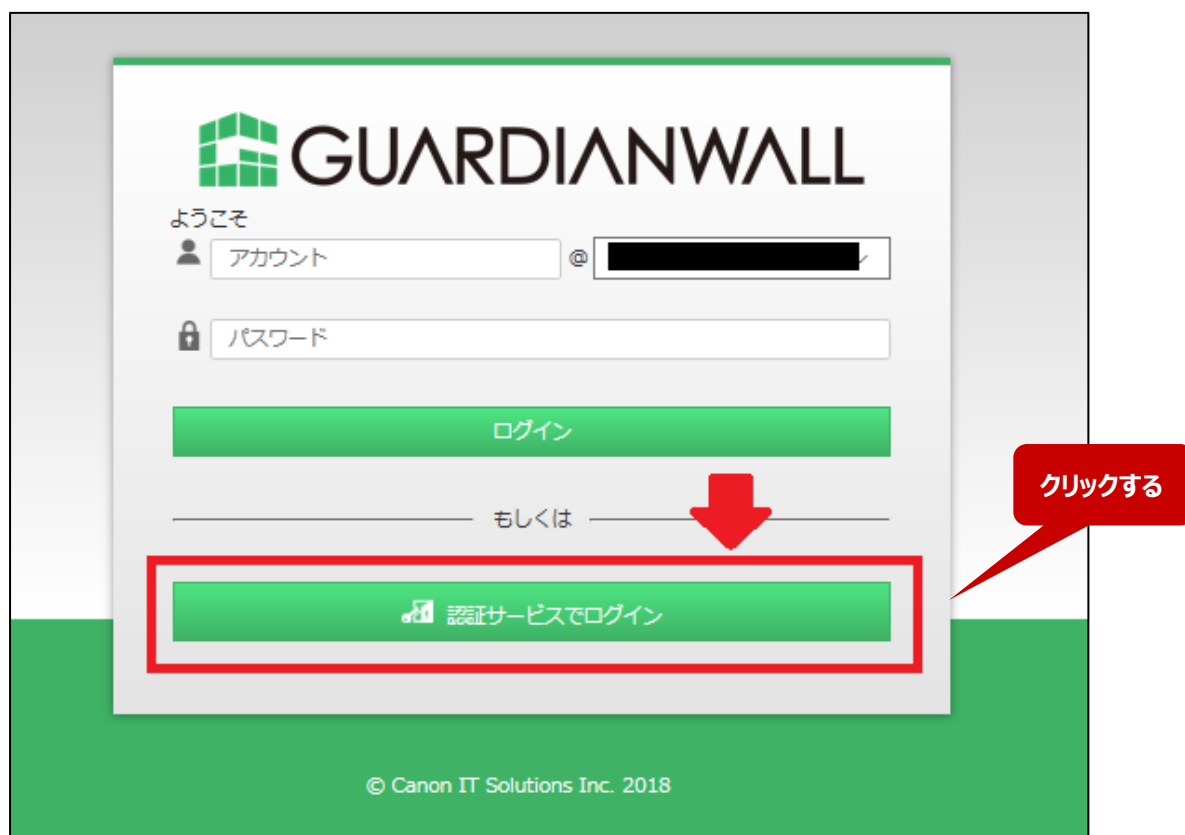 GUARDIANWALL
ようこそ
アカウント @
パスワード
ログイン
クリックする
もしくは
認証サービスでログイン
© Canon IT Solutions Inc. 2018